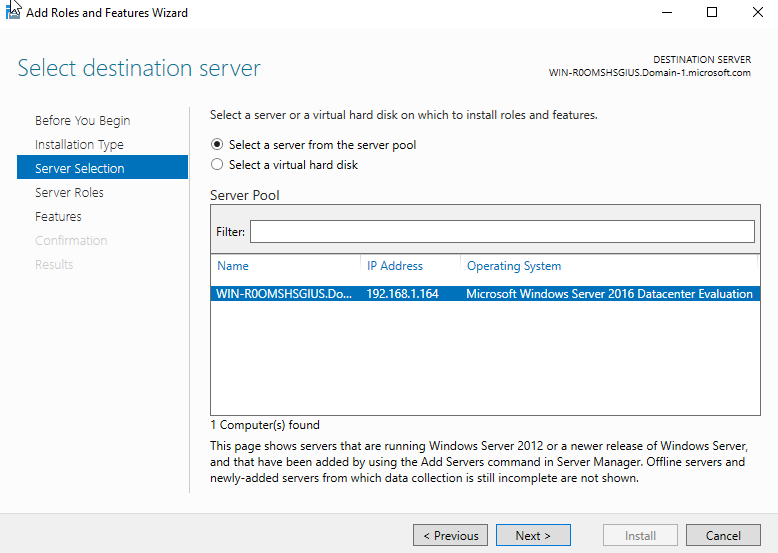 Add Roles and Features Wizard
Select destination server
DESTINATION SERVER
WIN-R0OMSHSGIUS.Domain-1.microsoft.com
Before You Begin
Installation Type
Server Selection
Server Roles
Features
Confirmation
Results
Select a server or a virtual hard disk on which to install roles and features.
Select a server from the server pool
Select a virtual hard disk
Server Pool
Filter:
Name IP Address Operating System
WIN-R0OMSHSGIUS.Do... 192.168.1.164 Microsoft Windows Server 2016 Datacenter Evaluation
1 Computer(s) found
This page shows servers that are running Windows Server 2012 or a newer release of Windows Server,
and that have been added by using the Add Servers command in Server Manager. Offline servers and
newly-added servers from which data collection is still incomplete are not shown.
< Previous Next > Install Cancel